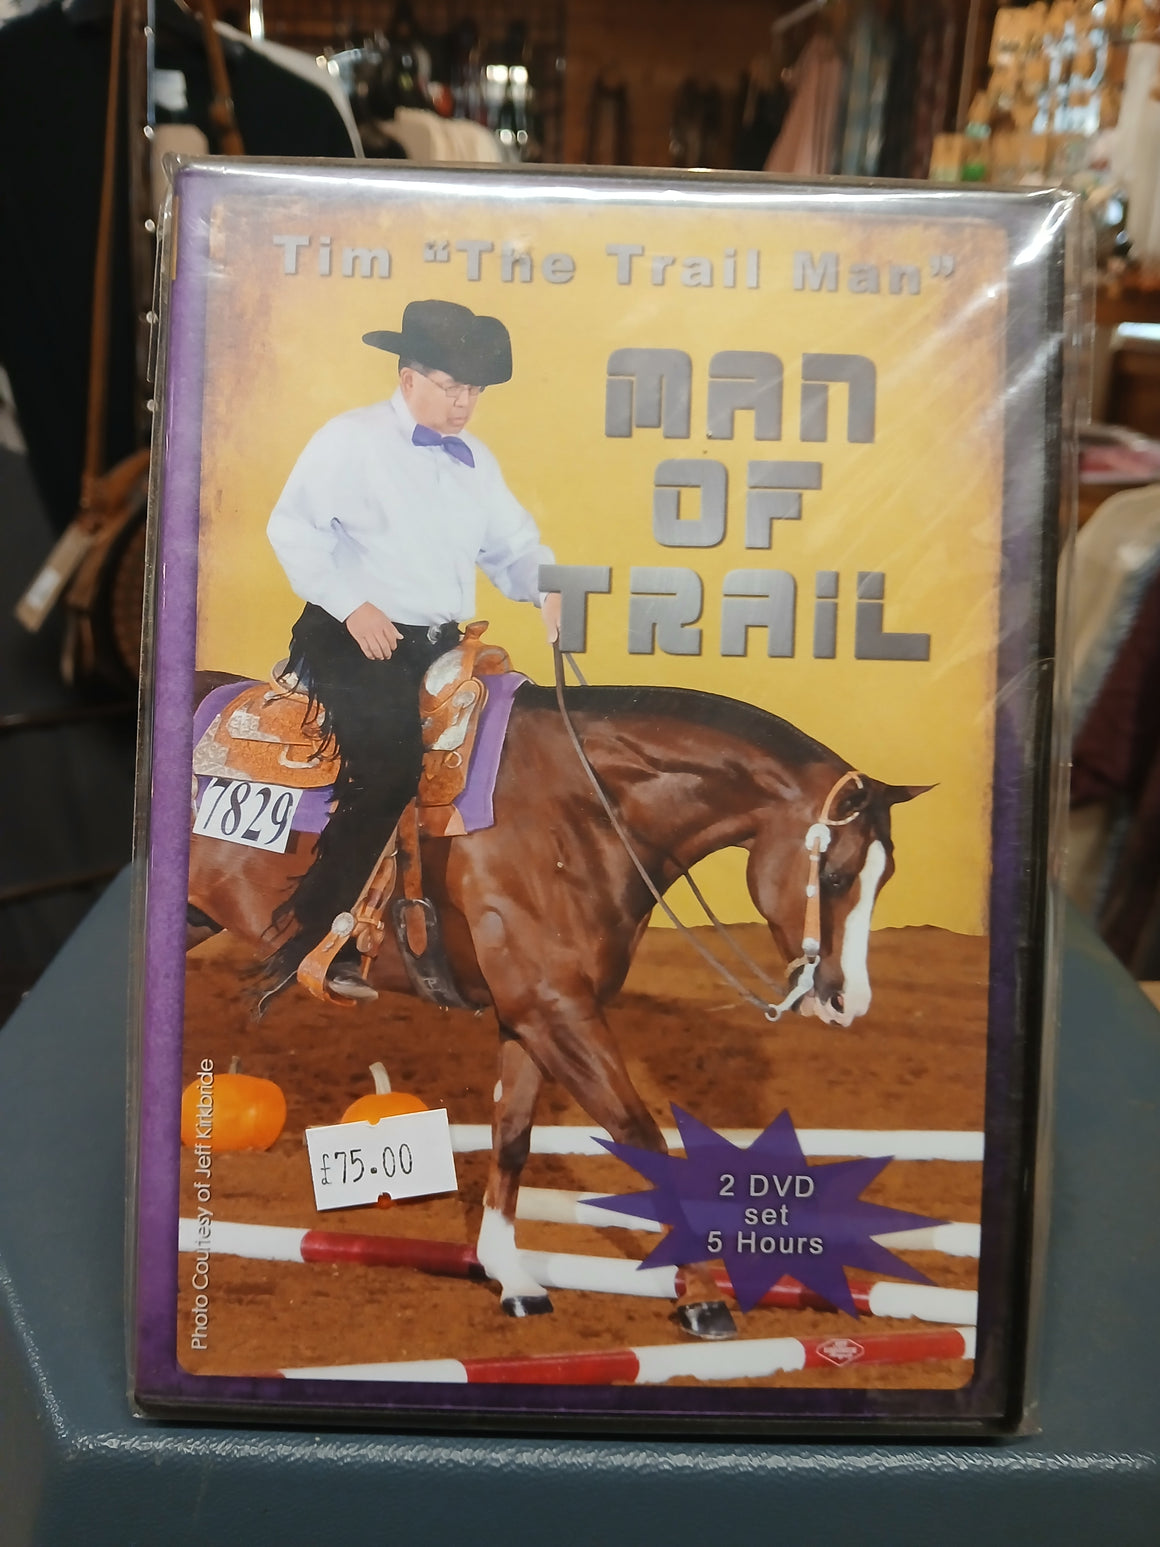 Tim “The Trail Man”
MAN
OF
TRAIL
7829
£75.00
2 DVD
set
5 Hours
Photo Courtesy of Jeff Kirkbride